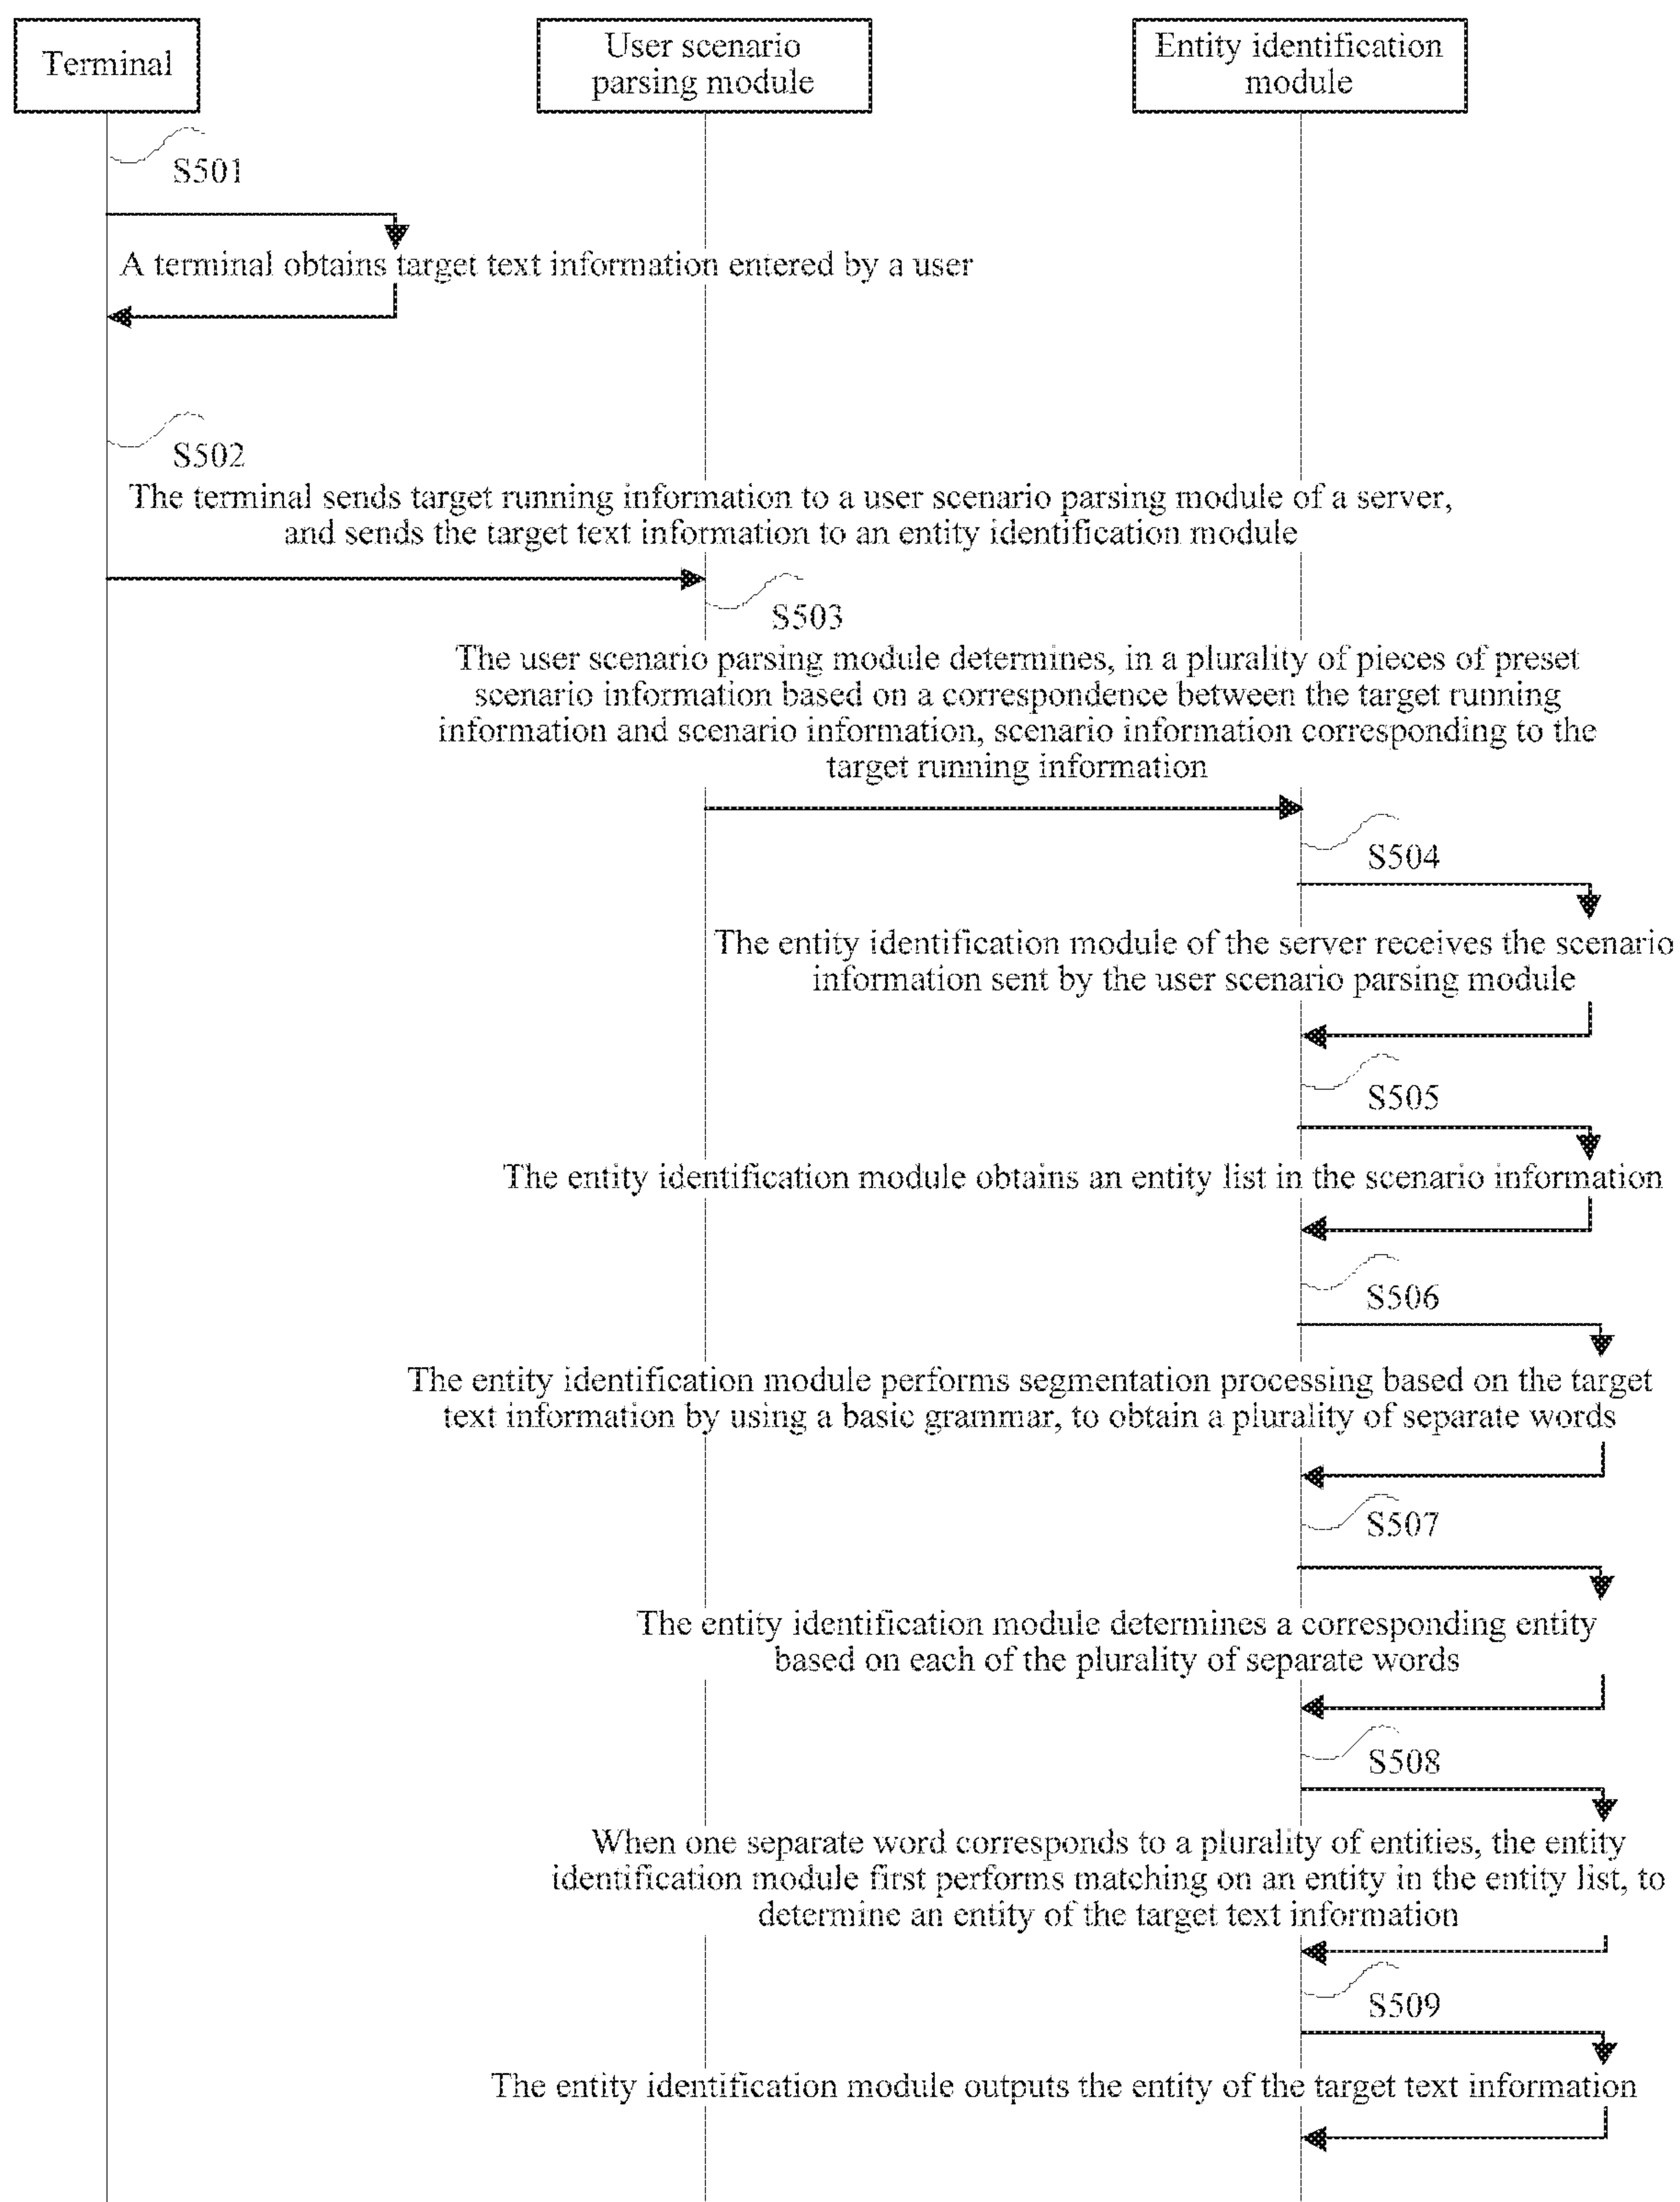 Terminal
User scenario
parsing module
Entity identification
module
S501
A terminal obtains target text information entered by a user
S502
The terminal sends target running information to a user scenario parsing module of a server,
and sends the target text information to an entity identification module
S503
The user scenario parsing module determines, in a plurality of pieces of preset
scenario information based on a correspondence between the target running
information and scenario information, scenario information corresponding to the
target running information
S504
The entity identification module of the server receives the scenario
information sent by the user scenario parsing module
S505
The entity identification module obtains an entity list in the scenario information
S506
The entity identification module performs segmentation processing based on the target
text information by using a basic grammar, to obtain a plurality of separate words
S507
The entity identification module determines a corresponding entity
based on each of the plurality of separate words
S508
When one separate word corresponds to a plurality of entities, the entity
identification module first performs matching on an entity in the entity list, to
determine an entity of the target text information
S509
The entity identification module outputs the entity of the target text information